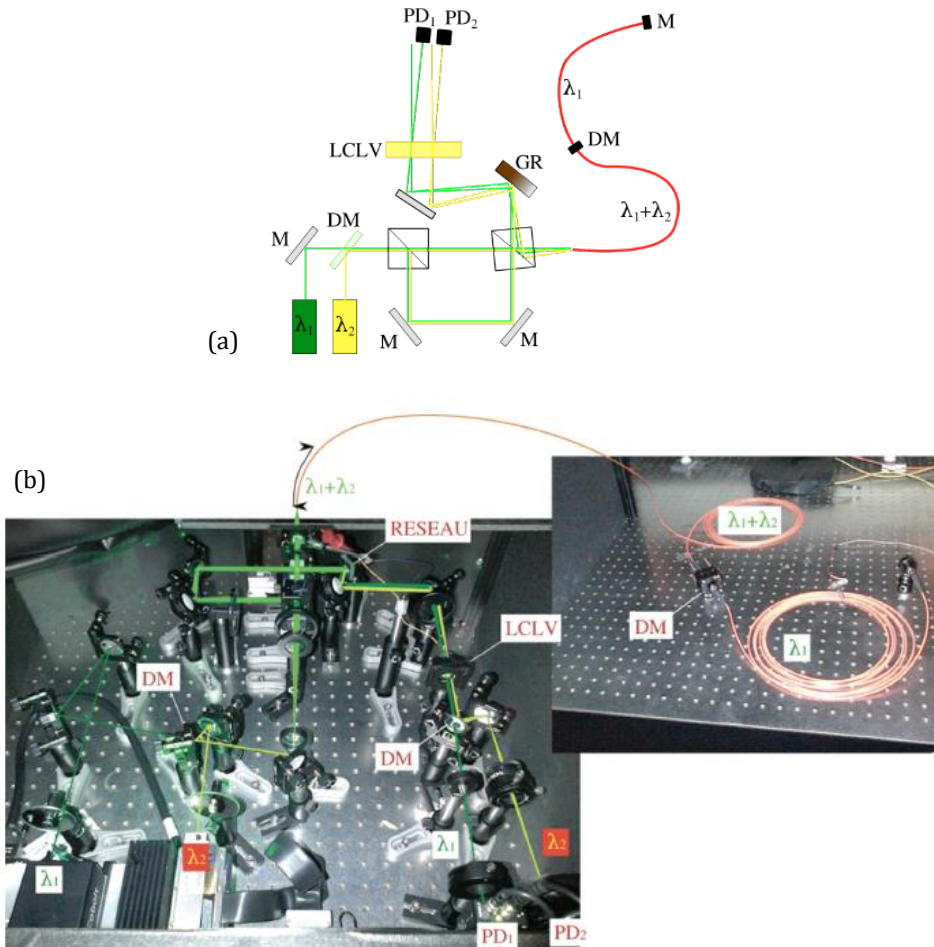 PD₁ PD₂
M
λ₁
DM
LCLV
GR
λ₁+λ₂
DM
M
λ₁
λ₂
M
M
(a)
(b)
λ₁+λ₂
RESEAU
λ₁+λ₂
LCLV
DM
DM
λ₁
DM
λ₁
λ₂
λ₁
λ₂
PD₁
PD₂